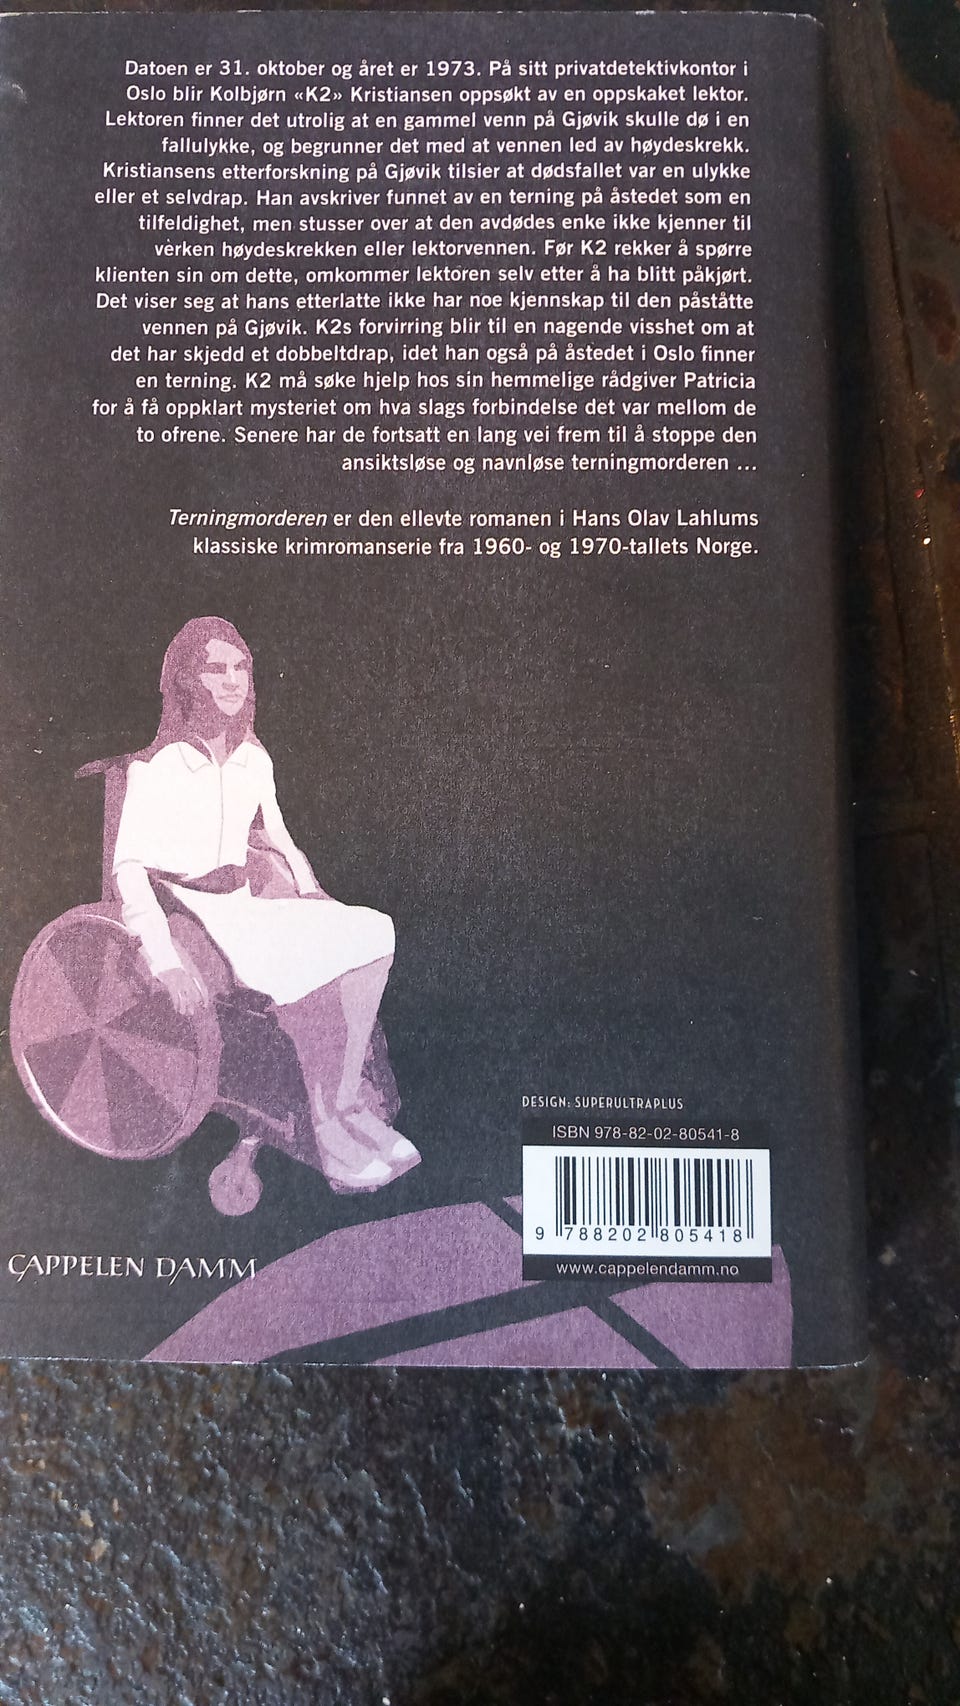 Datoen er 31. oktober og året er 1973. På sitt privatdetektivkontor i
Oslo blir Kolbjørn «K2» Kristiansen oppsøkt av en oppskaket lektor.
Lektoren finner det utrolig at en gammel venn på Gjøvik skulle dø i en
fallulykke, og begrunner det med at vennen led av høydeskrekk.
Kristiansens etterforskning på Gjøvik tilsier at dødsfallet var en ulykke
eller et selvdrap. Han avskriver funnet av en terning på åstedet som en
tilfeldighet, men stusser over at den avdødes enke ikke kjenner til
verken høydeskrekken eller lektorvennen. Før K2 rekker å spørre
klienten sin om dette, omkommer lektoren selv etter å ha blitt påkjørt.
Det viser seg at hans etterlatte ikke har noe kjennskap til den påståtte
vennen på Gjøvik. K2s forvirring blir til en nagende visshet om at
det har skjedd et dobbeltdrap, idet han også på åstedet i Oslo finner
en terning. K2 må søke hjelp hos sin hemmelige rådgiver Patricia
for å få oppklart mysteriet om hva slags forbindelse det var mellom de
to ofrene. Senere har de fortsatt en lang vei frem til å stoppe den
ansiktsløse og navnløse terningmorderen ...
Terningmorderen er den ellevte romanen i Hans Olav Lahlums
klassiske krimromanserie fra 1960- og 1970-tallets Norge.
DESIGN: SUPERULTRAPLUS
ISBN 978-82-02-80541-8
9 788202 805418
www.cappelendamm.no
CAPPELEN DAMM